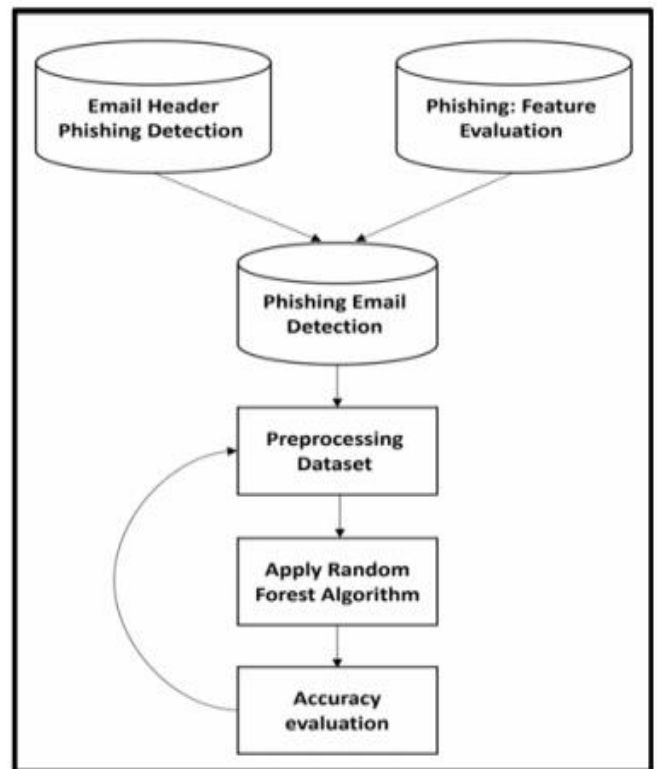 Email Header
Phishing Detection
Phishing: Feature
Evaluation
Phishing Email
Detection
Preprocessing
Dataset
Apply Random
Forest Algorithm
Accuracy
evaluation